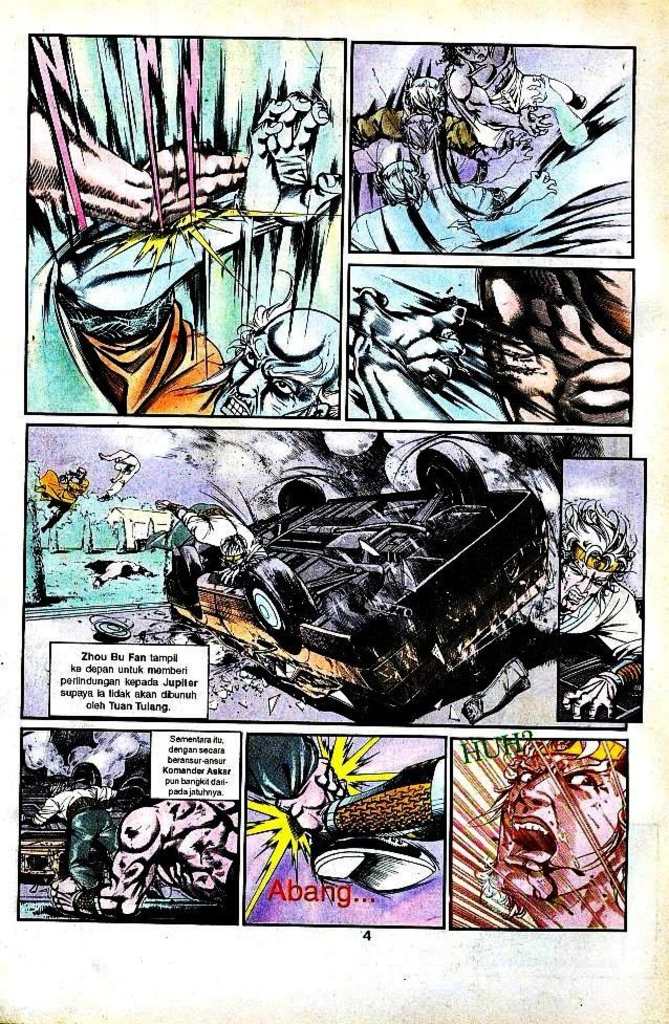 Zhou Bu Fan tampil
ke depan untuk memberi
perlindungan kepada Jupiter
supaya ia tidak akan dibunuh
oleh Tuan Tulang.
Sementara itu,
dengan secara
beransur-ansur
Komander Askar
bangkit dari-
pada jatuhnya.
Abang...
HUH?
4